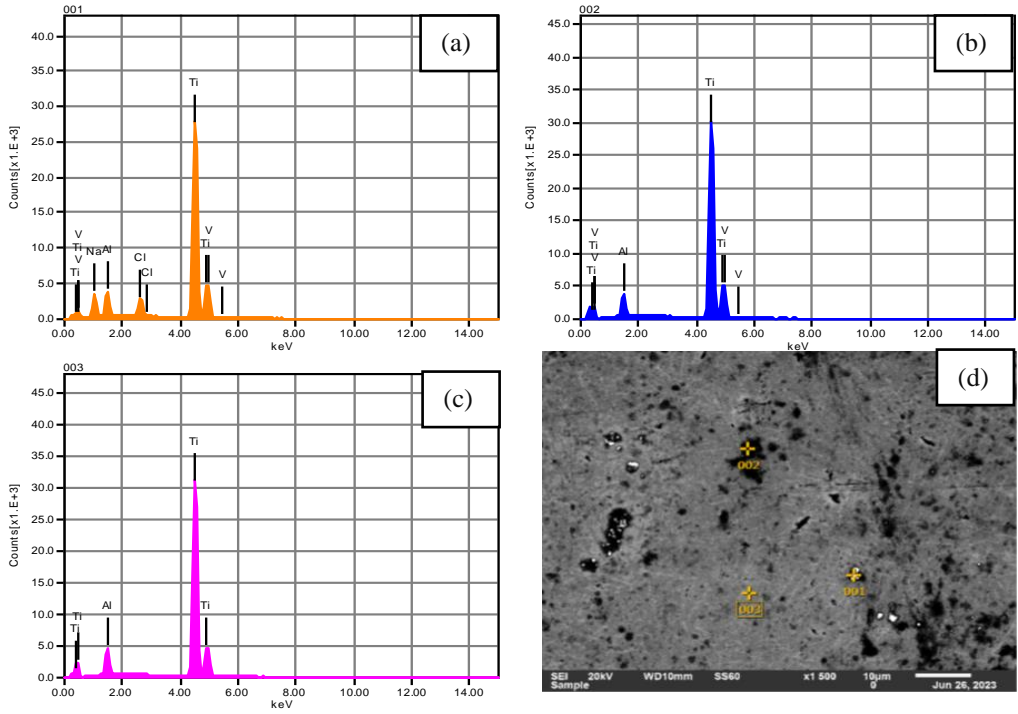 001
(a)
Counts[x1.E+3]
40.0
35.0
30.0
25.0
20.0
15.0
10.0
5.0
0.0
Ti
V
Ti
V
Ti
Na
Al
Cl
Cl
V
Ti
V
0.00 2.00 4.00 6.00 8.00 10.00 12.00 14.00
keV
002
(b)
Counts[x1.E+3]
45.0
40.0
35.0
30.0
25.0
20.0
15.0
10.0
5.0
0.0
Ti
V
Ti
V
Ti
Al
V
Ti
V
0.00 2.00 4.00 6.00 8.00 10.00 12.00 14.00
keV
003
(c)
Counts[x1.E+3]
45.0
40.0
35.0
30.0
25.0
20.0
15.0
10.0
5.0
0.0
Ti
Ti
Ti
Al
Ti
0.00 2.00 4.00 6.00 8.00 10.00 12.00 14.00
keV
(d)
002
001
003
SEI 20kV WD10mm SS60 x1 500 10µm
Sample 0 Jun 26, 2023